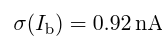 σ(I_b) = 0.92 nA